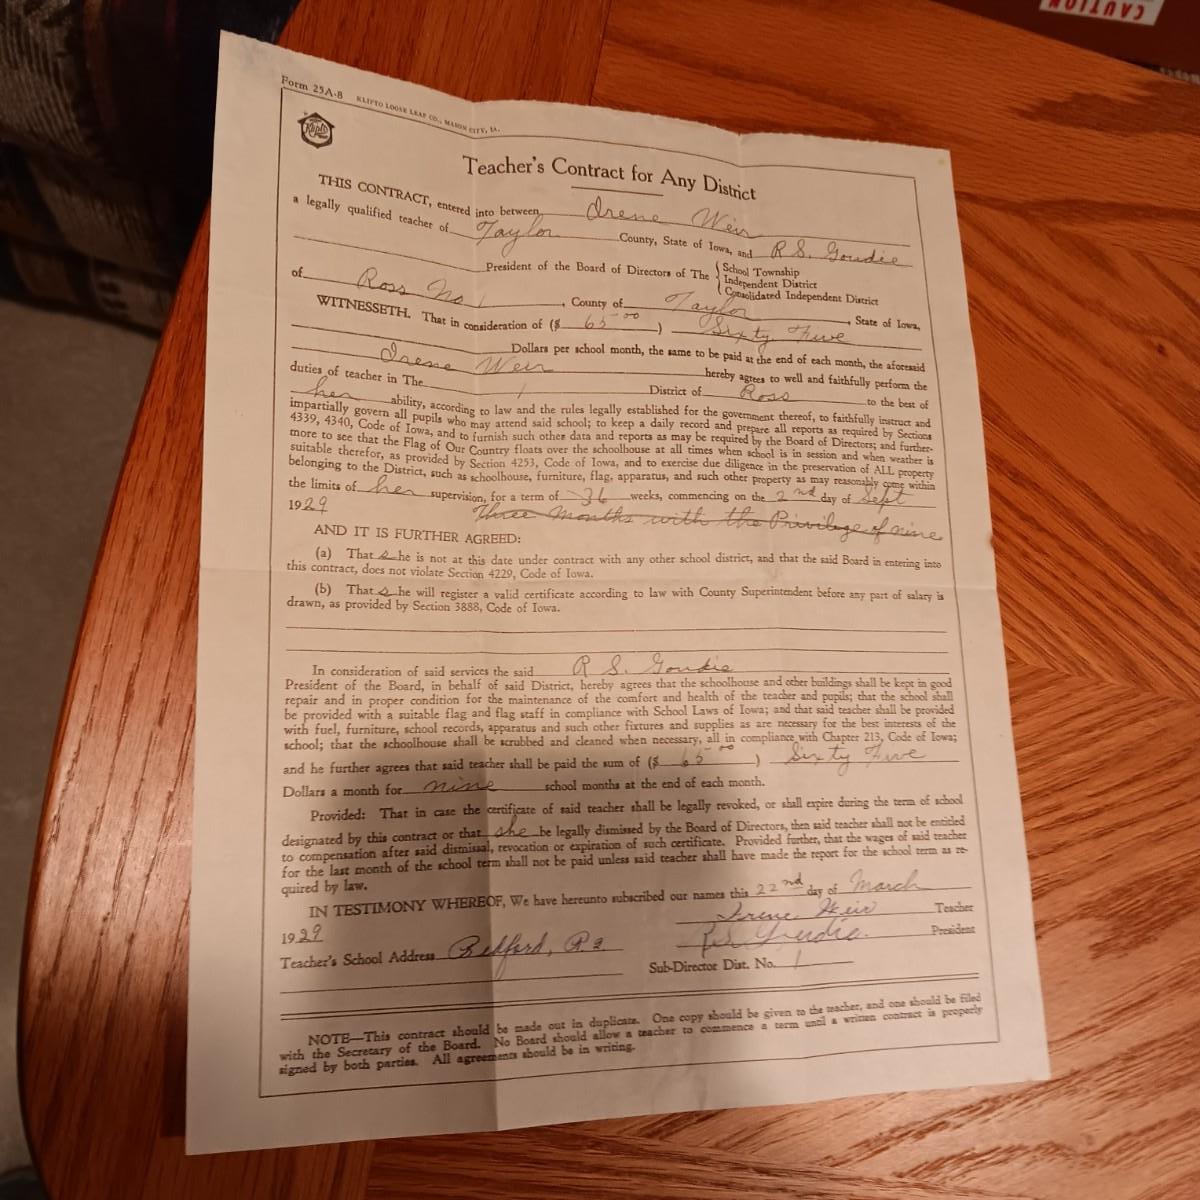 CAUTION
Form 25A-8 KLIPTO LOOSE LEAF CO., MASON CITY, IA.
Klipto
Teacher's Contract for Any District
THIS CONTRACT, entered into between Irene Weir
a legally qualified teacher of Taylor County, State of Iowa, and R. S. Goudie
President of the Board of Directors of The { School Township
Independent District
Consolidated Independent District
of Ross No 1, County of Taylor, State of Iowa,
WITNESSETH. That in consideration of ($ 65.00) Sixty Five
Dollars per school month, the same to be paid at the end of each month, the aforesaid
Irene Weir hereby agrees to well and faithfully perform the
duties of teacher in The 1 District of Ross to the best of
her ability, according to law and the rules legally established for the government thereof, to faithfully instruct and
impartially govern all pupils who may attend said school; to keep a daily record and prepare all reports as required by Sections
4339, 4340, Code of Iowa, and to furnish such other data and reports as may be required by the Board of Directors; and further-
more to see that the Flag of Our Country floats over the schoolhouse at all times when school is in session and when weather is
suitable therefor, as provided by Section 4253, Code of Iowa, and to exercise due diligence in the preservation of ALL property
belonging to the District, such as schoolhouse, furniture, flag, apparatus, and such other property as may reasonably come within
the limits of her supervision, for a term of 36 weeks, commencing on the 2nd day of Sept
1929 Three Months with the Privilege of nine
AND IT IS FURTHER AGREED:
(a) That she is not at this date under contract with any other school district, and that the said Board in entering into
this contract, does not violate Section 4229, Code of Iowa.
(b) That she will register a valid certificate according to law with County Superintendent before any part of salary is
drawn, as provided by Section 3888, Code of Iowa.
In consideration of said services the said R S. Goudie
President of the Board, in behalf of said District, hereby agrees that the schoolhouse and other buildings shall be kept in good
repair and in proper condition for the maintenance of the comfort and health of the teacher and pupils; that the school shall
be provided with a suitable flag and flag staff in compliance with School Laws of Iowa; and that said teacher shall be provided
with fuel, furniture, school records, apparatus and such other fixtures and supplies as are necessary for the best interests of the
school; that the schoolhouse shall be scrubbed and cleaned when necessary, all in compliance with Chapter 213, Code of Iowa;
and he further agrees that said teacher shall be paid the sum of ($ 65.00) Sixty Five
Dollars a month for nine school months at the end of each month.
Provided: That in case the certificate of said teacher shall be legally revoked, or shall expire during the term of school
designated by this contract or that she be legally dismissed by the Board of Directors, then said teacher shall not be entitled
to compensation after said dismissal, revocation or expiration of such certificate. Provided further, that the wages of said teacher
for the last month of the school term shall not be paid unless said teacher shall have made the report for the school term as re-
quired by law.
IN TESTIMONY WHEREOF, We have hereunto subscribed our names this 22nd day of March
1929 Irene Weir Teacher
R S Goudie. President
Teacher's School Address Bedford, R. 2
Sub-Director Dist. No. 1
NOTE—This contract should be made out in duplicate. One copy should be given to the teacher, and one should be filed
with the Secretary of the Board. No Board should allow a teacher to commence a term until a written contract is properly
signed by both parties. All agreements should be in writing.